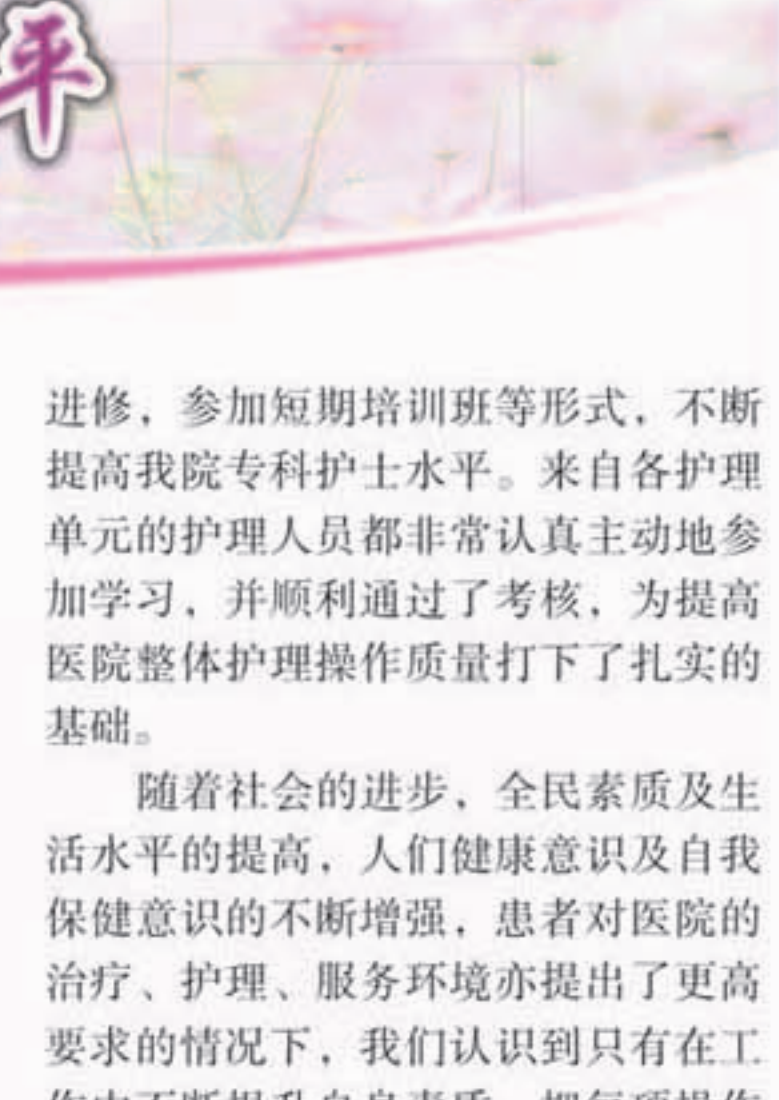 平
进修，参加短期培训班等形式，不断
提高我院专科护士水平。来自各护理
单元的护理人员都非常认真主动地参
加学习，并顺利通过了考核，为提高
医院整体护理操作质量打下了扎实的
基础。
随着社会的进步，全民素质及生
活水平的提高，人们健康意识及自我
保健意识的不断增强，患者对医院的
治疗、护理、服务环境亦提出了更高
要求的情况下，我们认识到只有在工